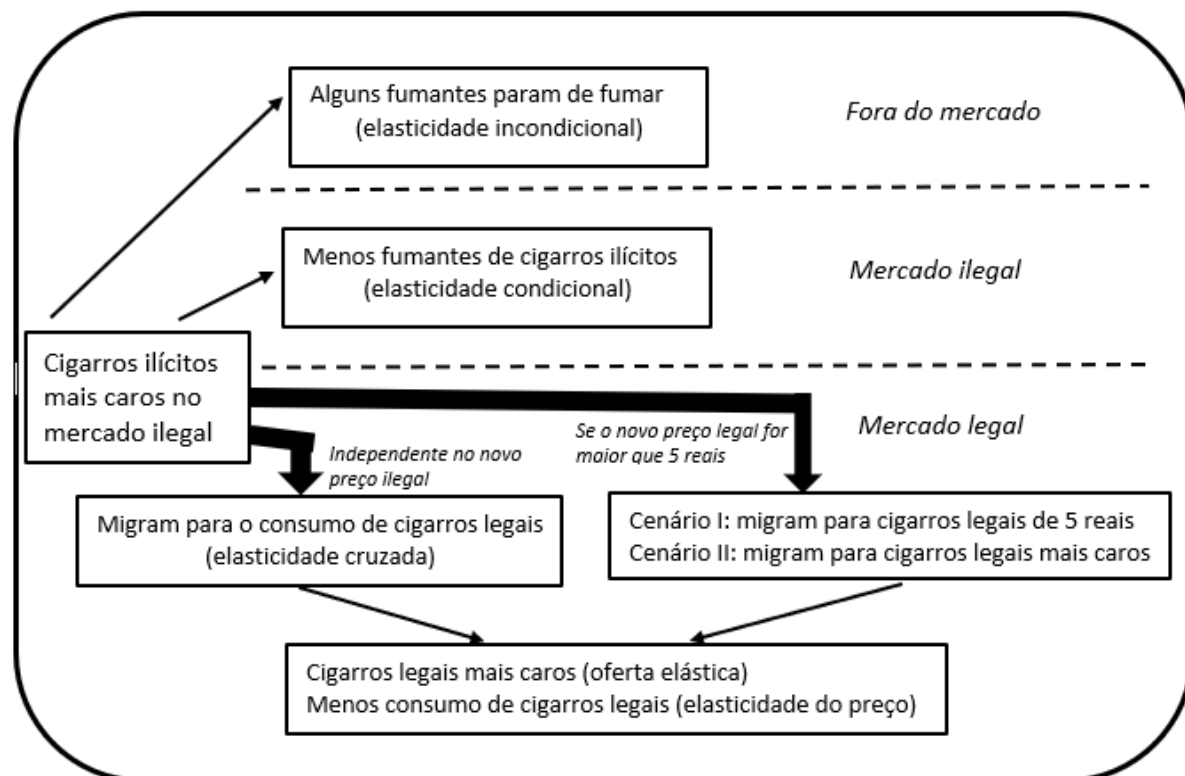 Alguns fumantes param de fumar
(elasticidade incondicional)
Fora do mercado
Menos fumantes de cigarros ilícitos
(elasticidade condicional)
Mercado ilegal
Cigarros ilícitos
mais caros no
mercado ilegal
Mercado legal
Se o novo preço legal for
maior que 5 reais
Independente no novo
preço ilegal
Migram para o consumo de cigarros legais
(elasticidade cruzada)
Cenário I: migram para cigarros legais de 5 reais
Cenário II: migram para cigarros legais mais caros
Cigarros legais mais caros (oferta elástica)
Menos consumo de cigarros legais (elasticidade do preço)